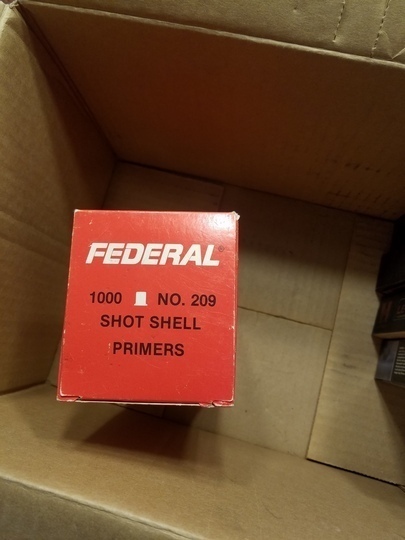 FEDERAL®
1000 NO. 209
SHOT SHELL
PRIMERS